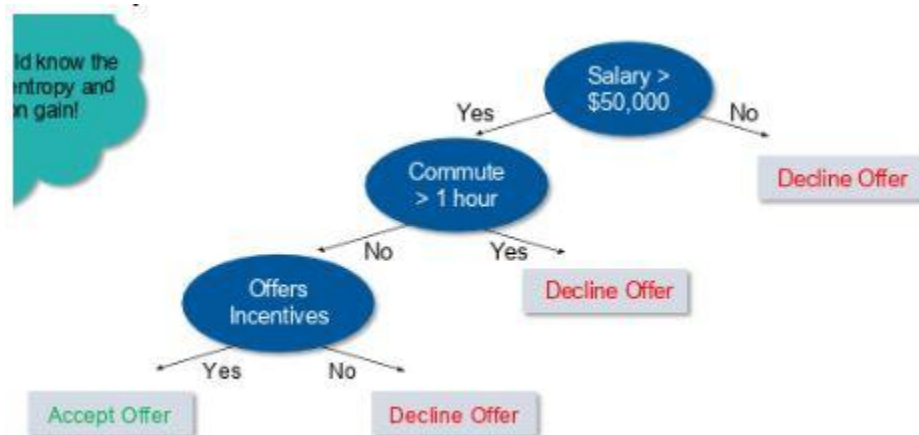 ld know the
entropy and
n gain!
Salary >
$50,000
Yes
No
Commute
> 1 hour
Decline Offer
No
Yes
Offers
Incentives
Decline Offer
Yes
No
Accept Offer
Decline Offer